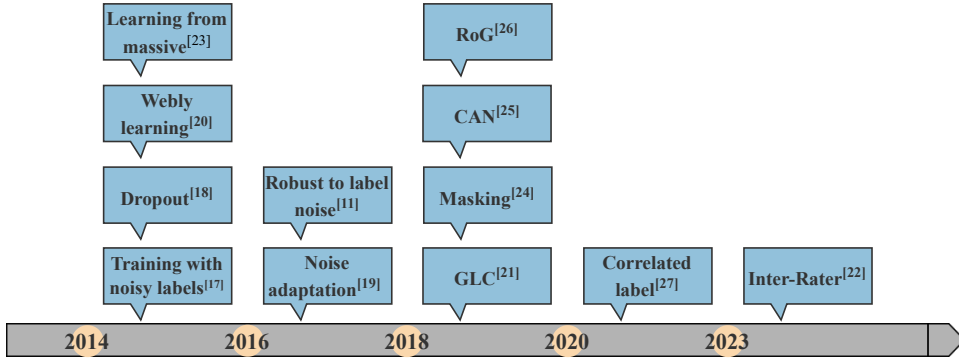 Learning from
massive[23]
RoG[26]
Webly
learning[20]
CAN[25]
Dropout[18]
Robust to label
noise[11]
Masking[24]
Training with
noisy labels[17]
Noise
adaptation[19]
GLC[21]
Correlated
label[27]
Inter-Rater[22]
2014
2016
2018
2020
2023